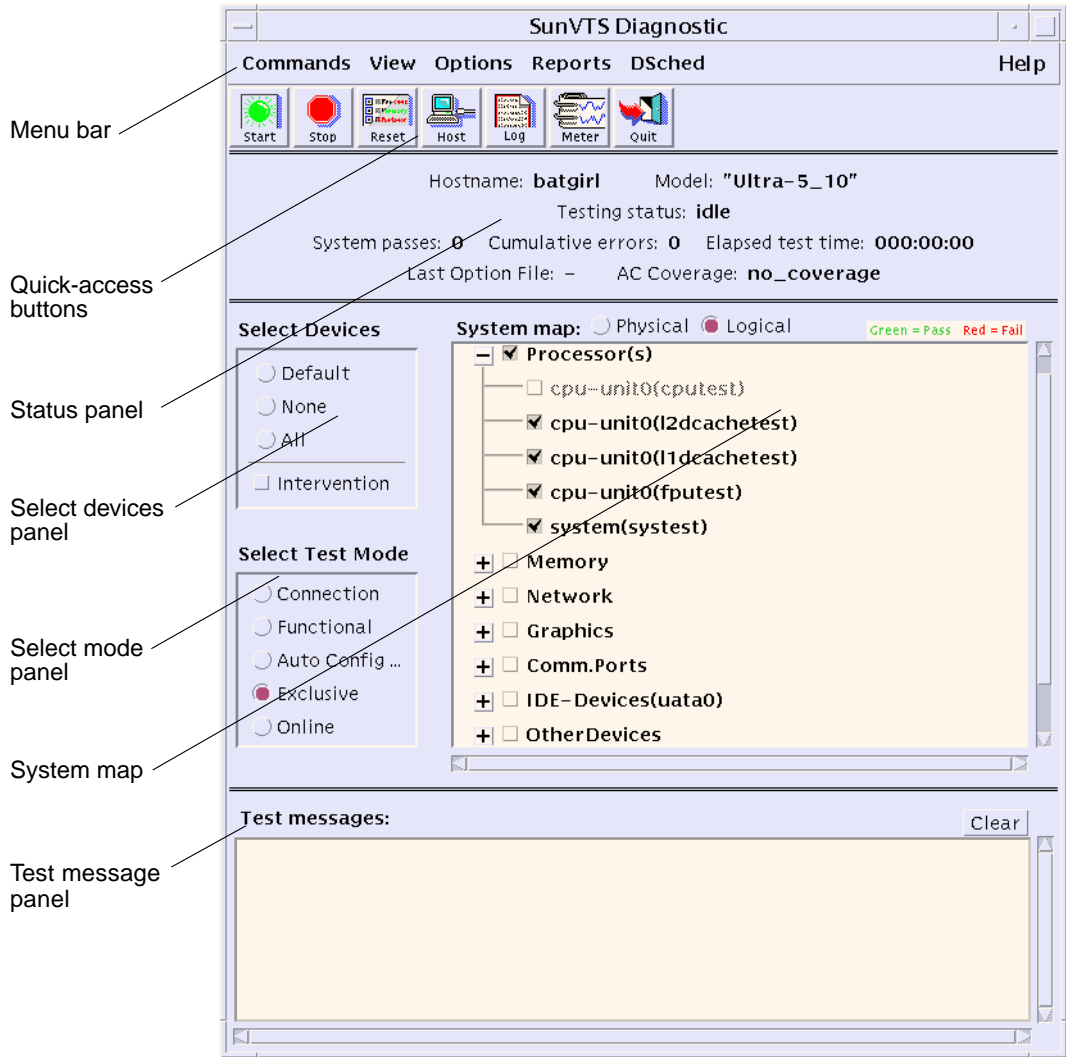 SunVTS Diagnostic
Commands View Options Reports DSched Help
Menu bar
Start Stop Reset Host Log Meter Quit
Hostname: batgirl Model: "Ultra-5_10"
Testing status: idle
System passes: 0 Cumulative errors: 0 Elapsed test time: 000:00:00
Last Option File: - AC Coverage: no_coverage
Quick-access
buttons
Status panel
Select devices
panel
Select mode
panel
System map
Test message
panel
Select Devices
Default
None
All
Intervention
Select Test Mode
Connection
Functional
Auto Config ...
Exclusive
Online
System map: Physical Logical Green = Pass Red = Fail
Processor(s)
cpu-unit0(cputest)
cpu-unit0(l2dcachetest)
cpu-unit0(l1dcachetest)
cpu-unit0(fputest)
system(systest)
Memory
Network
Graphics
Comm.Ports
IDE-Devices(uata0)
OtherDevices
Test messages: Clear